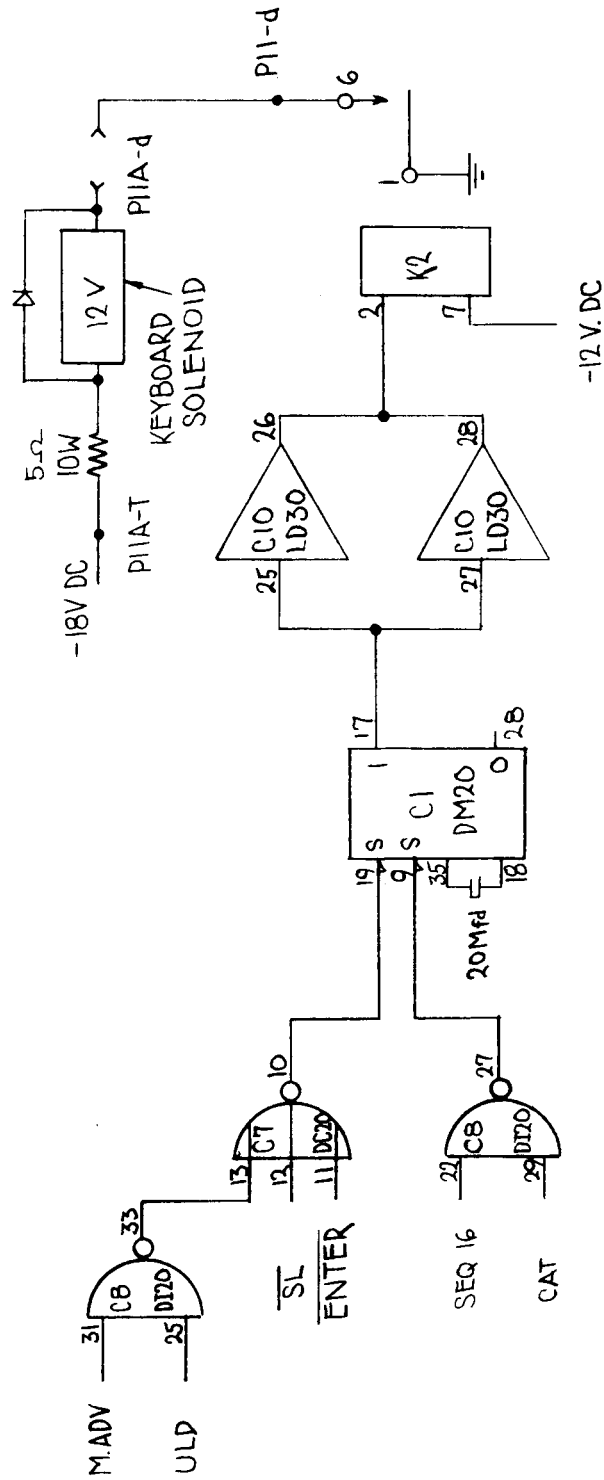 M.ADV
31
ULD
25
C8
DI20
33
13
12
11
SL
ENTER
C7
DC20
10
SEQ 16
22
CAT
29
C8
DI20
27
19
S
9
S
35
18
20Mfd
C1
DM20
1
17
0
28
25
C10
LD30
26
27
C10
LD30
28
2
7
K2
-12 V. DC
-18V DC
P11A-T
5Ω
10W
12 V
KEYBOARD
SOLENOID
P11A-d
P11-d
6
1